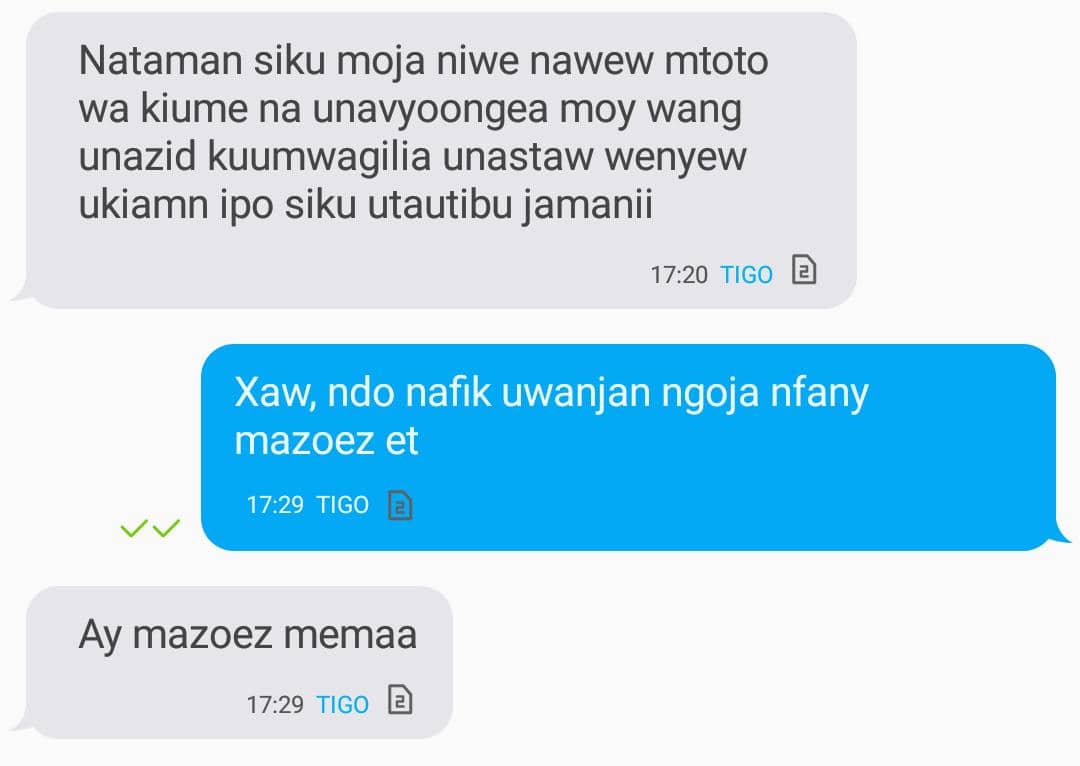 Nataman siku moja niwe nawew mtoto
wa kiume na unavyoongea moy wang
unazid kuumwagilia unastaw wenyew
ukiamn ipo siku utautibu jamanii
17:20 TIGO 2
Xaw, ndo nafik uwanjan ngoja nfany
mazoez et
17:29 TIGO 2
Ay mazoez memaa
17:29 TIGO 2